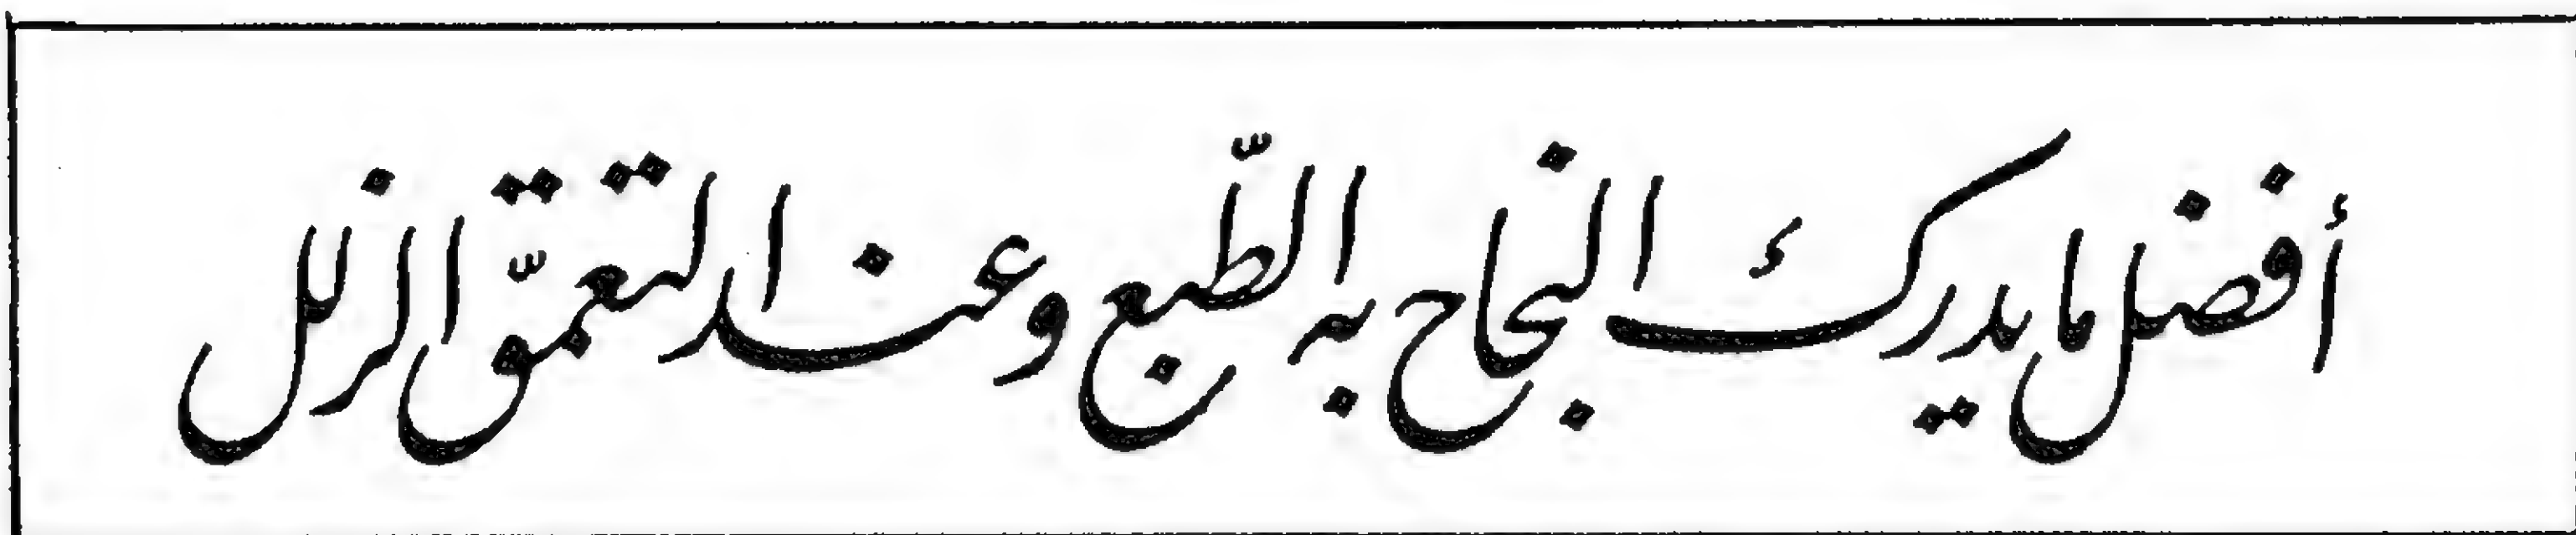 أفضل ما يدرك النجاح به الطّبع وعند التعمّق الزلل